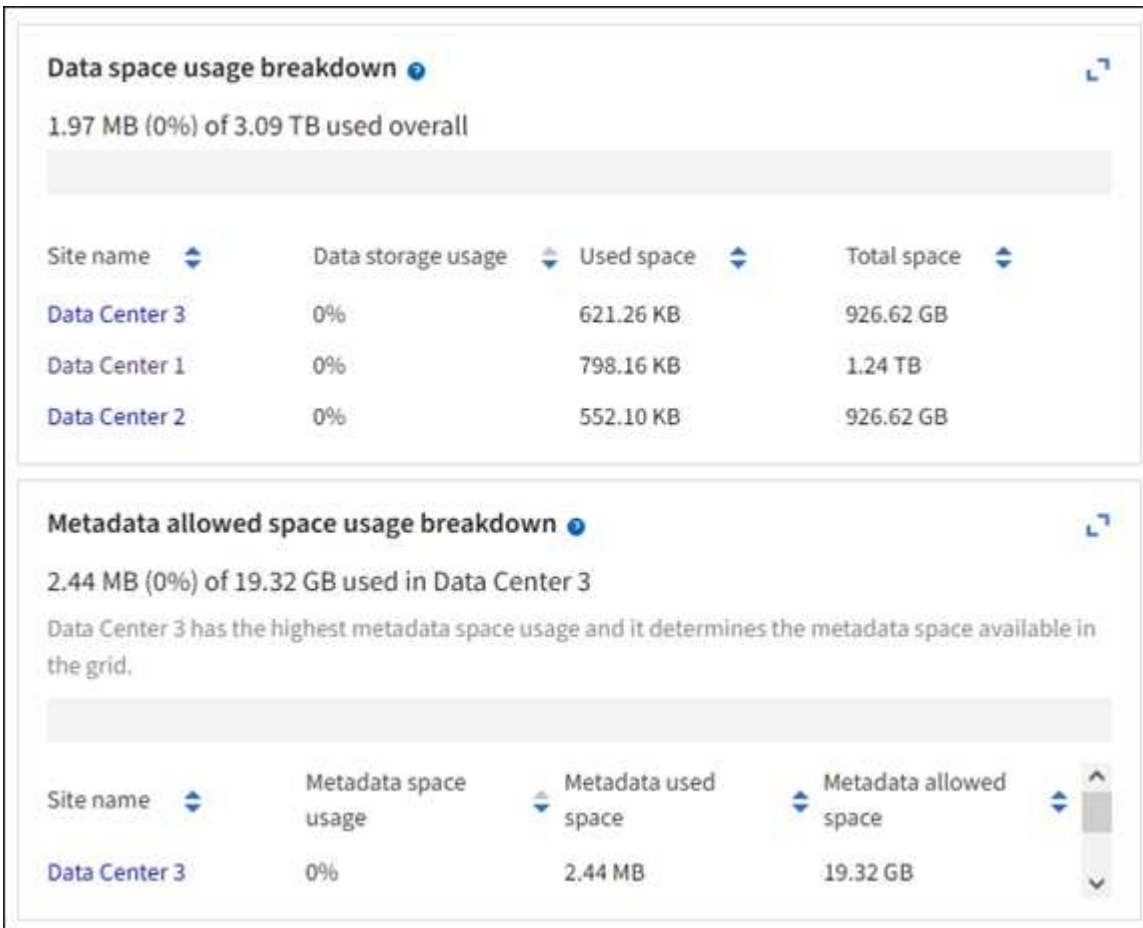 Data space usage breakdown ?
1.97 MB (0%) of 3.09 TB used overall
Site name Data storage usage Used space Total space
Data Center 3 0% 621.26 KB 926.62 GB
Data Center 1 0% 798.16 KB 1.24 TB
Data Center 2 0% 552.10 KB 926.62 GB
Metadata allowed space usage breakdown ?
2.44 MB (0%) of 19.32 GB used in Data Center 3
Data Center 3 has the highest metadata space usage and it determines the metadata space available in
the grid.
Site name Metadata space usage Metadata used space Metadata allowed space
Data Center 3 0% 2.44 MB 19.32 GB